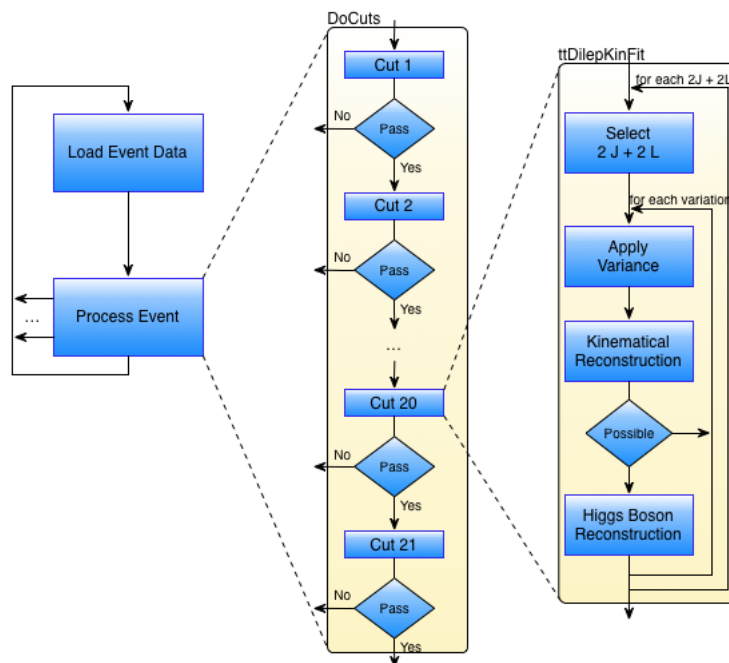 Load Event Data
Process Event
...
DoCuts
Cut 1
No
Pass
Yes
Cut 2
No
Pass
Yes
...
Cut 20
No
Pass
Yes
Cut 21
No
Pass
Yes
ttDilepKinFit
for each 2J + 2L
Select
2 J + 2 L
for each variation
Apply
Variance
Kinematical
Reconstruction
Possible
Higgs Boson
Reconstruction